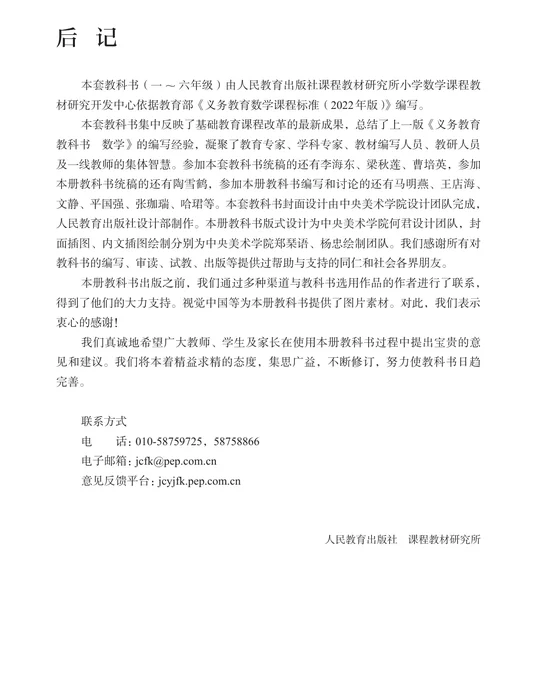 后 记
本套教科书（一～六年级）由人民教育出版社课程教材研究所小学数学课程教
材研究开发中心依据教育部《义务教育数学课程标准（2022年版）》编写。
本套教科书集中反映了基础教育课程改革的最新成果，总结了上一版《义务教育
教科书　数学》的编写经验，凝聚了教育专家、学科专家、教材编写人员、教研人员
及一线教师的集体智慧。参加本套教科书统稿的还有李海东、梁秋莲、曹培英，参加
本册教科书统稿的还有陶雪鹤，参加本册教科书编写和讨论的还有马明燕、王店海、
文静、平国强、张珈瑞、哈珺等。本套教科书封面设计由中央美术学院设计团队完成，
人民教育出版社设计部制作。本册教科书版式设计为中央美术学院何君设计团队，封
面插图、内文插图绘制分别为中央美术学院郑琹语、杨忠绘制团队。我们感谢所有对
教科书的编写、审读、试教、出版等提供过帮助与支持的同仁和社会各界朋友。
本册教科书出版之前，我们通过多种渠道与教科书选用作品的作者进行了联系，
得到了他们的大力支持。视觉中国等为本册教科书提供了图片素材。对此，我们表示
衷心的感谢！
我们真诚地希望广大教师、学生及家长在使用本册教科书过程中提出宝贵的意
见和建议。我们将本着精益求精的态度，集思广益，不断修订，努力使教科书日趋
完善。
联系方式
电　　话：010-58759725，58758866
电子邮箱：jcfk@pep.com.cn
意见反馈平台：jcyjfk.pep.com.cn
人民教育出版社　课程教材研究所